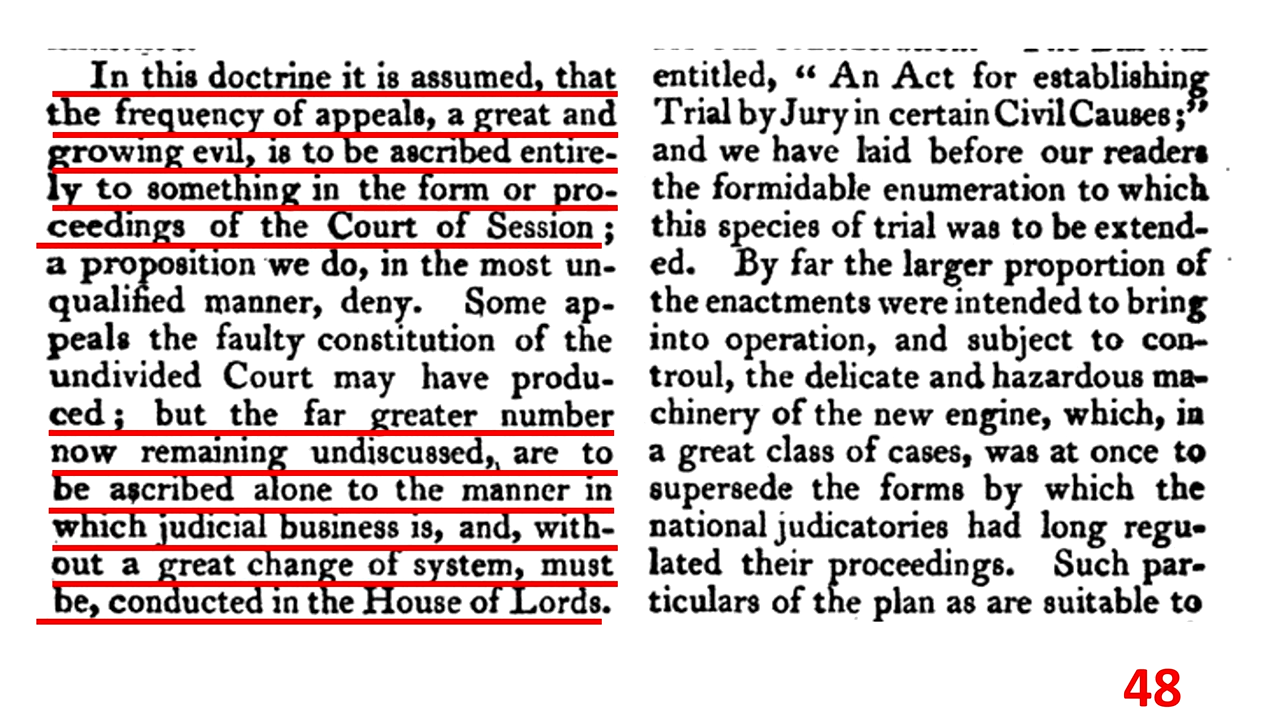 In this doctrine it is assumed, that
the frequency of appeals, a great and
growing evil, is to be ascribed entire-
ly to something in the form or pro-
ceedings of the Court of Session;
a proposition we do, in the most un-
qualified manner, deny. Some ap-
peals the faulty constitution of the
undivided Court may have produ-
ced; but the far greater number
now remaining undiscussed, are to
be ascribed alone to the manner in
which judicial business is, and, with-
out a great change of system, must
be, conducted in the House of Lords.
entitled, “ An Act for establishing
Trial by Jury in certain Civil Causes;”
and we have laid before our readers
the formidable enumeration to which
this species of trial was to be extend-
ed. By far the larger proportion of
the enactments were intended to bring
into operation, and subject to con-
troul, the delicate and hazardous ma-
chinery of the new engine, which, in
a great class of cases, was at once to
supersede the forms by which the
national judicatories had long regu-
lated their proceedings. Such par-
ticulars of the plan as are suitable to
48